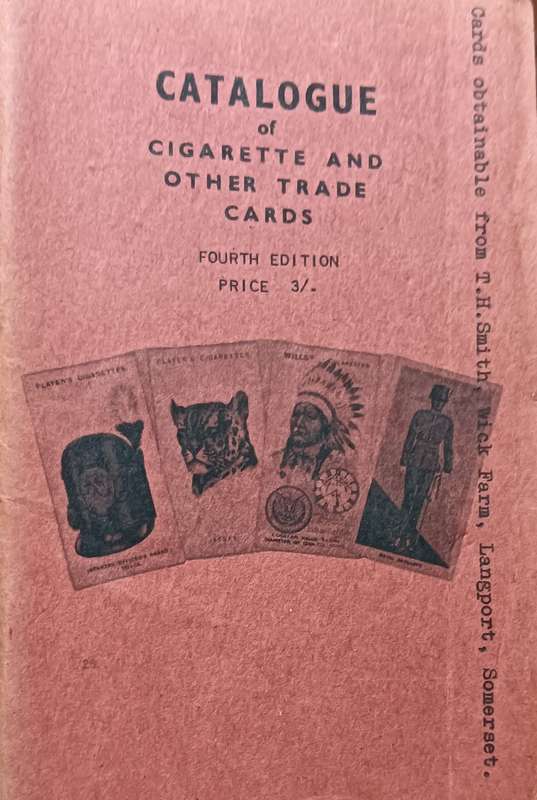 CATALOGUE
of
CIGARETTE AND
OTHER TRADE
CARDS
FOURTH EDITION
PRICE 3/-
PLAYER'S CIGARETTES
PLAYER'S CIGARETTES
WILLS'
Cards obtainable from T.H.Smith, Wick Farm, Langport, Somerset.